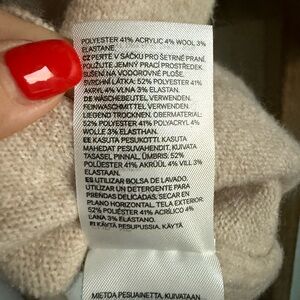 POLYESTER 41% ACRYLIC 4% WOOL 3%
ELASTANE.
CZ PERTE V SÁČKU PRO ŠETRNÉ PRANÍ.
POUŽIJTE JEMNÝ PRACÍ PROSTŘEDEK.
SUŠENÍ NA VODOROVNÉ PLOŠE.
SVRCHNÍ LÁTKA: 52% POLYESTER 41%
AKRYL 4% VLNA 3% ELASTAN.
DE WÄSCHEBEUTEL VERWENDEN.
FEINWASCHMITTEL VERWENDEN.
LIEGEND TROCKNEN. OBERMATERIAL:
52% POLYESTER 41% POLYACRYL 4%
WOLLE 3% ELASTHAN.
EE KASUTA PESUKOTTI. KASUTA
MAHEDAT PESUVAHENDIT. KUIVATA
TASASEL PINNAL. ÜMBRIS: 52%
POLÜESTER 41% AKRÜÜL 4% VILL 3%
ELASTAAN.
ES UTILIZAR BOLSA DE LAVADO.
UTILIZAR UN DETERGENTE PARA
PRENDAS DELICADAS. SECAR EN
PLANO HORIZONTAL. TELA EXTERIOR:
52% POLIÉSTER 41% ACRÍLICO 4%
LANA 3% ELASTANO.
FI KÄYTÄ PESUPUSSIA. KÄYTÄ
MIETOA PESUAINETTA. KUIVATAAN